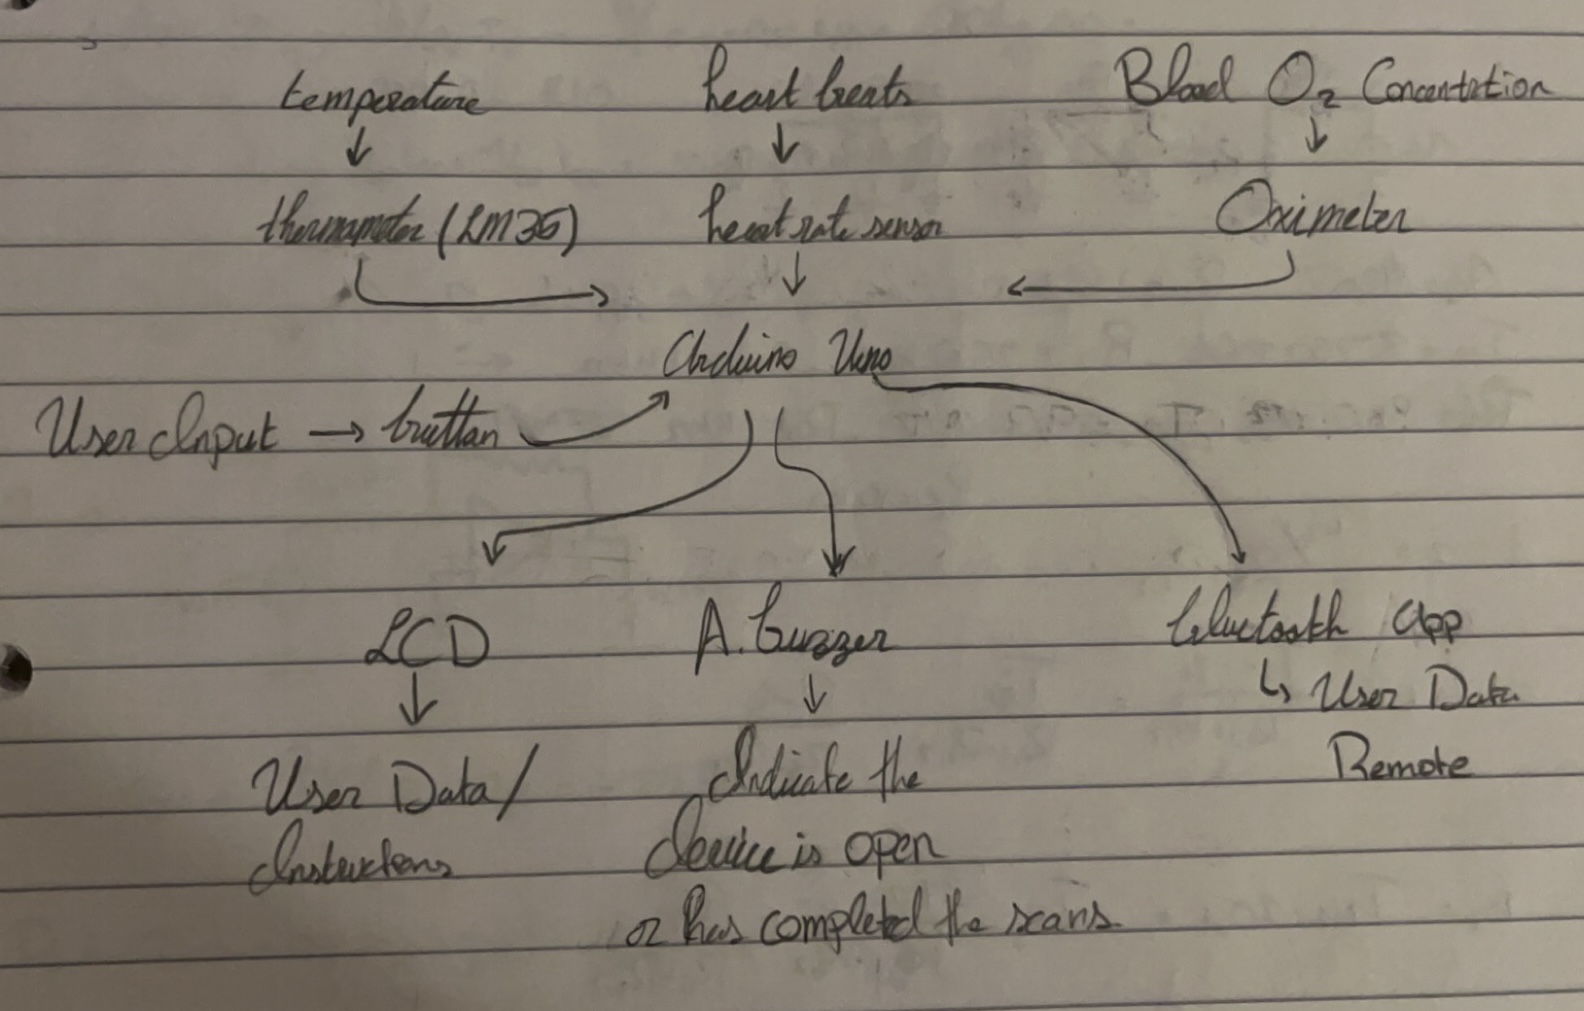 temperature heart beats Blood O₂ Concentration
↓ ↓ ↓
thermometer (LM35) heart rate sensor Oximeter
↓
Arduino Uno
User Input → button
LCD A. buzzer bluetooth app
↓ ↓ ↳ User Data
User Data/ Indicate the Remote
Instructions device is open
or has completed the scans.